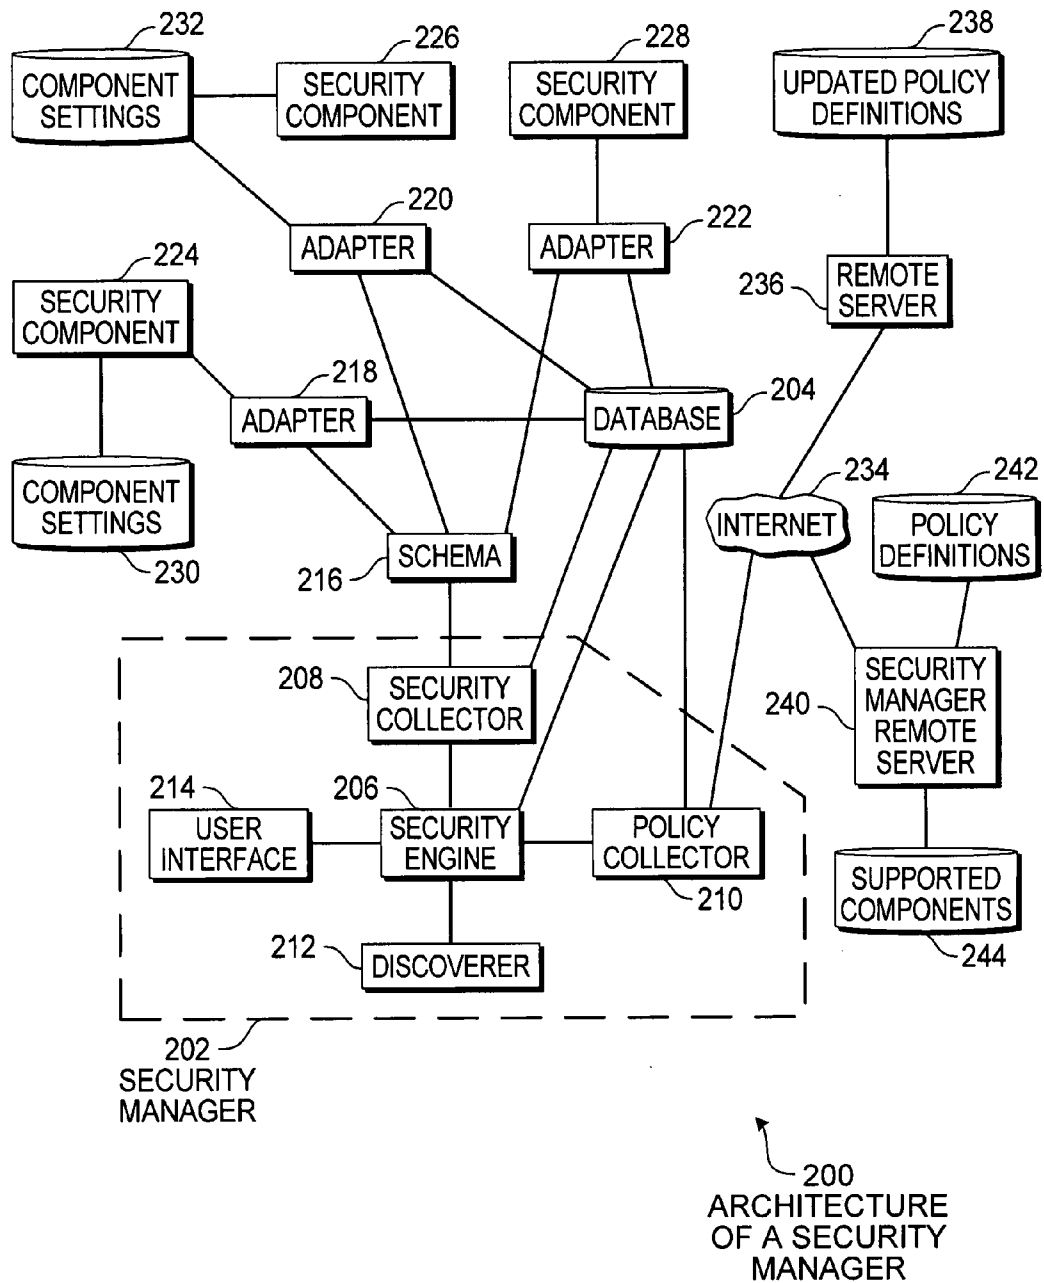 232
COMPONENT
SETTINGS
226
SECURITY
COMPONENT
228
SECURITY
COMPONENT
238
UPDATED POLICY
DEFINITIONS
220
ADAPTER
222
ADAPTER
224
SECURITY
COMPONENT
236
REMOTE
SERVER
218
ADAPTER
204
DATABASE
COMPONENT
SETTINGS
230
234
INTERNET
242
POLICY
DEFINITIONS
216
SCHEMA
208
SECURITY
COLLECTOR
240
SECURITY
MANAGER
REMOTE
SERVER
214
USER
INTERFACE
206
SECURITY
ENGINE
POLICY
COLLECTOR
210
SUPPORTED
COMPONENTS
244
212
DISCOVERER
202
SECURITY
MANAGER
200
ARCHITECTURE
OF A SECURITY
MANAGER